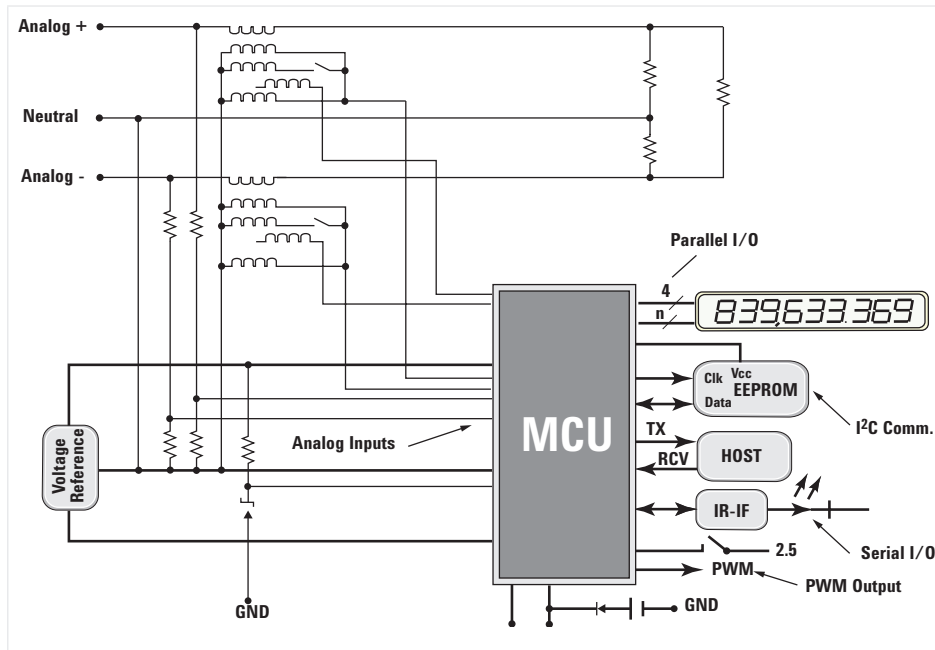 Analog +
Neutral
Analog -
Parallel I/O
4
n
839,633.369
Clk
Vcc
EEPROM
Data
I²C Comm.
MCU
TX
RCV
HOST
Analog Inputs
Voltage
Reference
IR-IF
Serial I/O
2.5
PWM
PWM Output
GND
GND